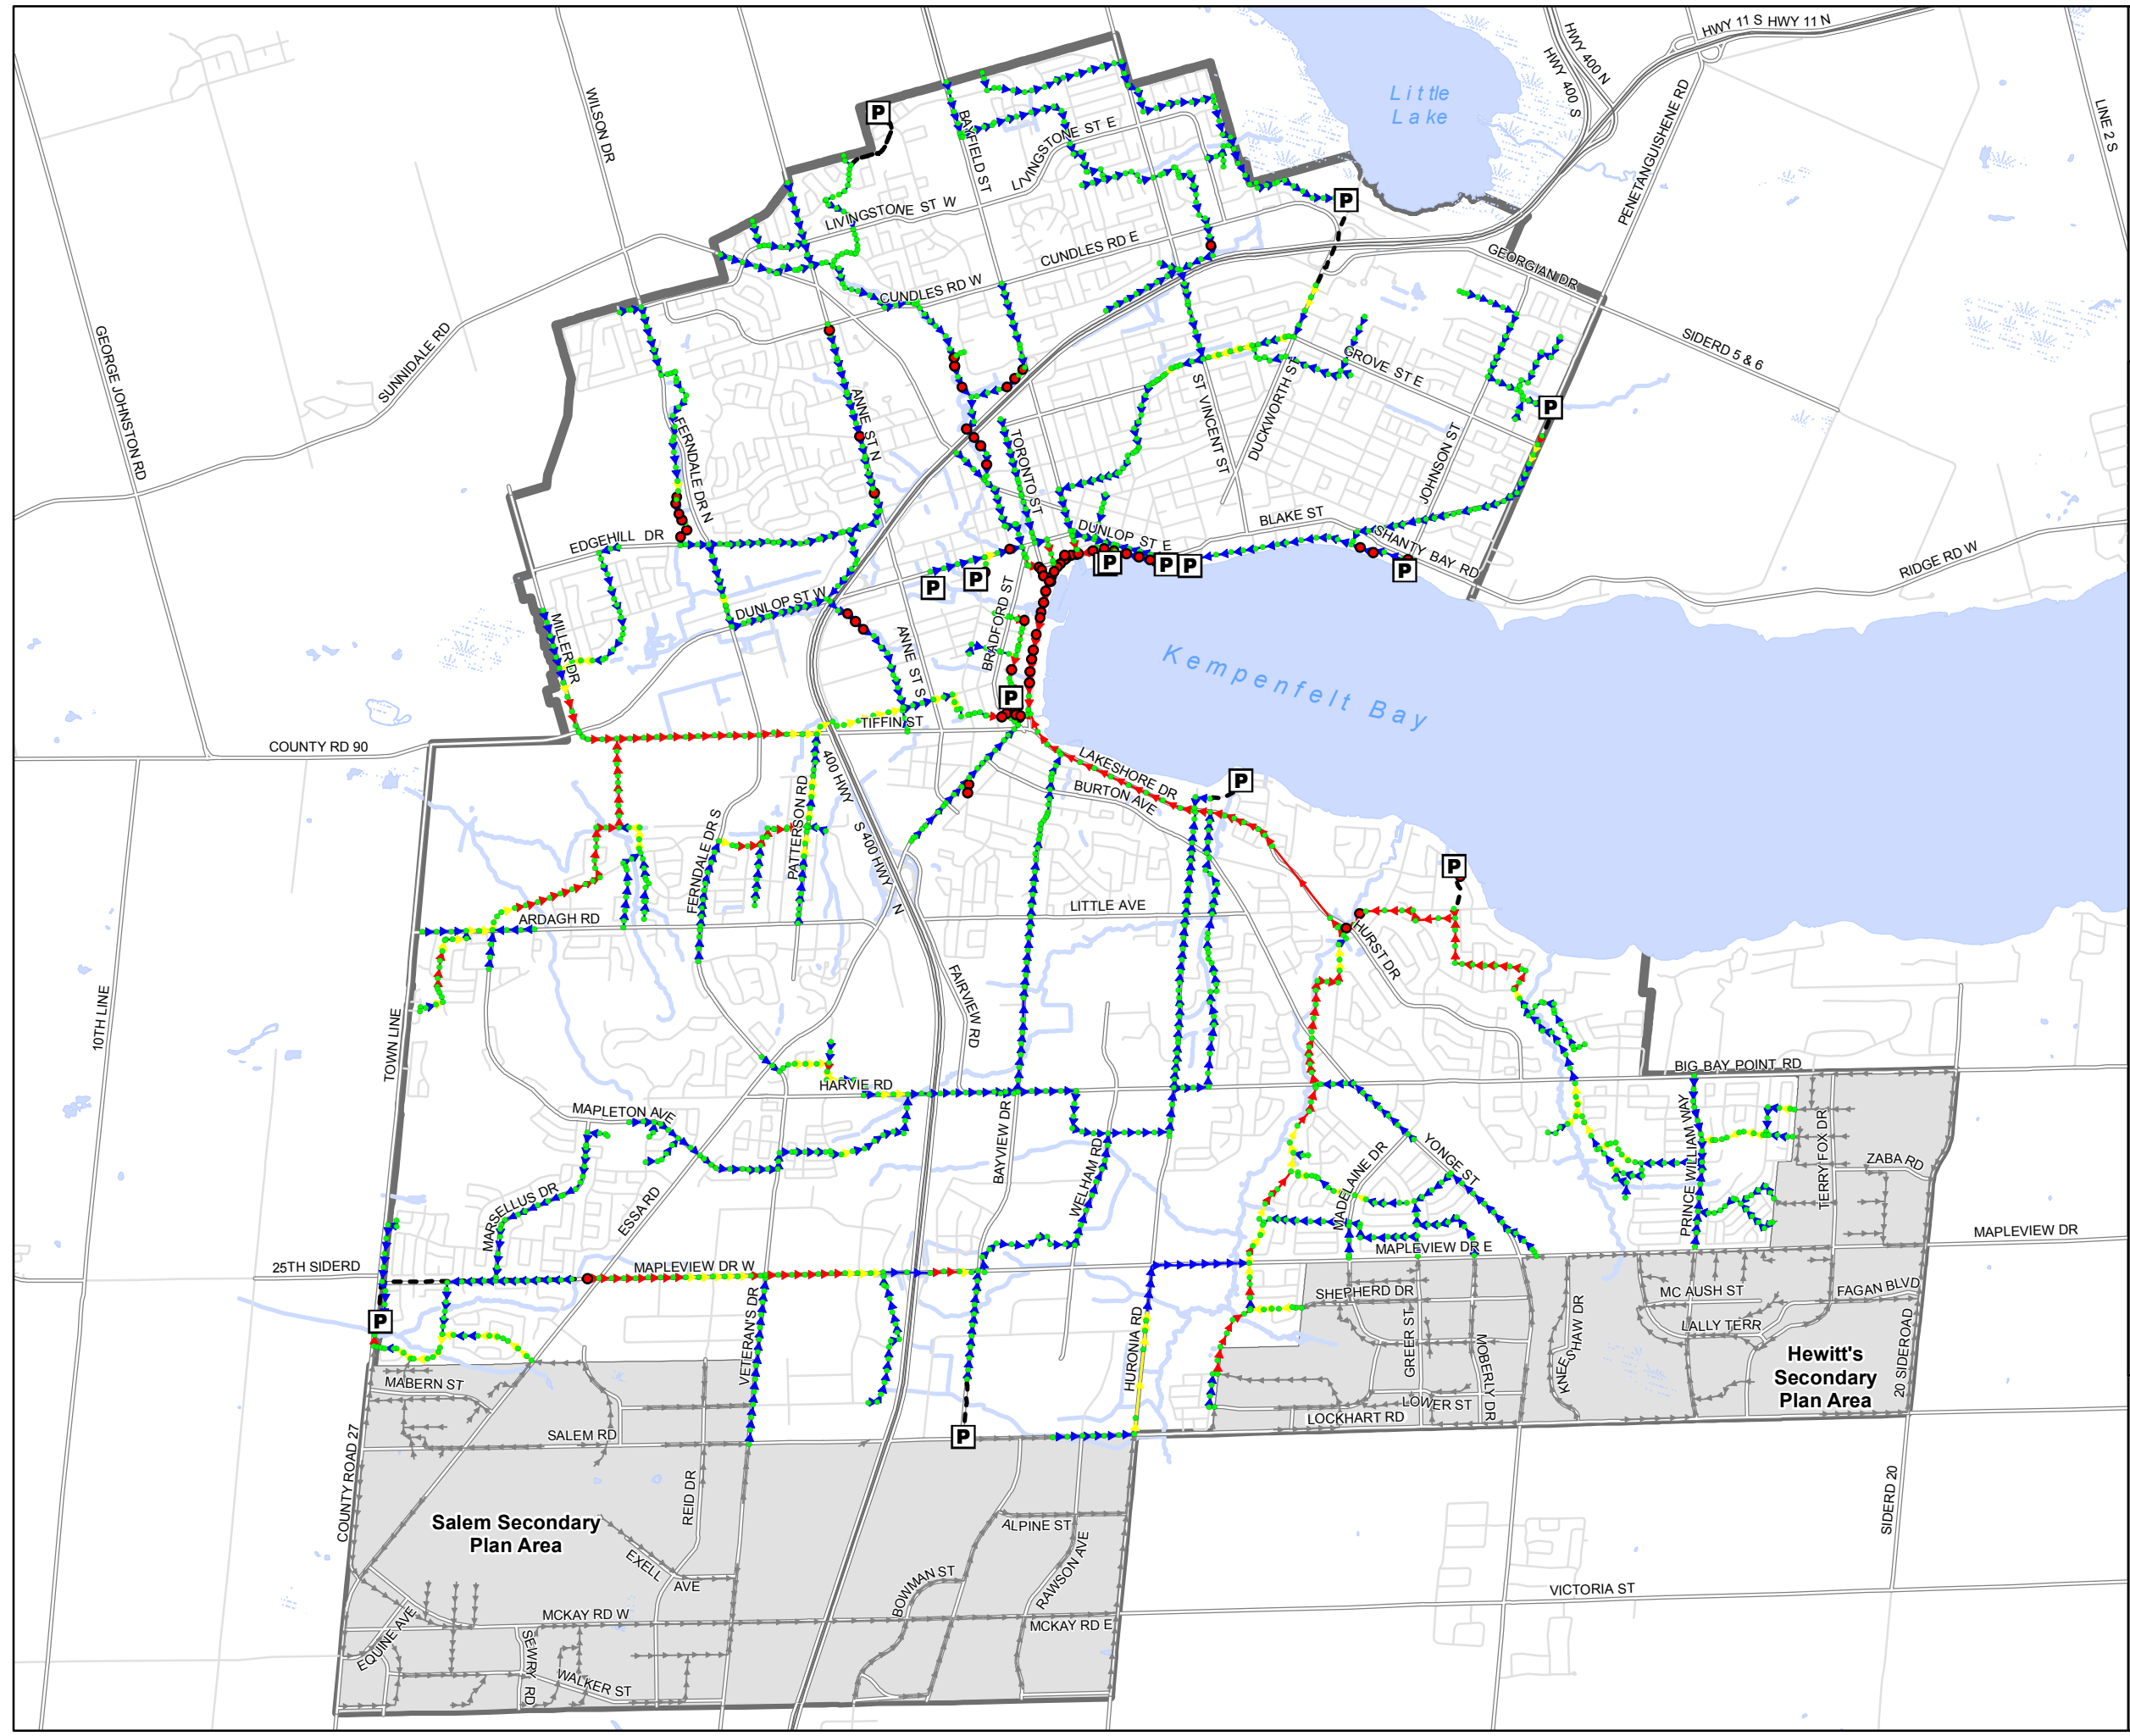 HWY 11 S
HWY 11 N
HWY 400 N
HWY 400 S
Little
Lake
PENETANGUISHENE RD
LINE 2 S
WILSON DR
P
BAYFIELD ST
LIVINGSTONE ST E
P
LIVINGSTONE ST W
CUNDLES RD E
GEORGIAN DR
CUNDLES RD W
SIDERD 5 & 6
GEORGE JOHNSTON RD
SUNNIDALE RD
GROVE ST E
ST VINCENT ST
DUCKWORTH ST
ANNE ST N
P
FERNDALE DR N
TORONTO ST
JOHNSON ST
EDGEHILL DR
DUNLOP ST E
BLAKE ST
SHANTY BAY RD
RIDGE RD W
P
P
P
P
P
P
DUNLOP ST W
BRADFORD ST
MILLER DR
ANNE ST S
Kempenfelt Bay
P
TIFFIN ST
COUNTY RD 90
LAKESHORE DR
BURTON AVE
P
400 HWY
S 400 HWY
N
PATTERSON RD
FERNDALE DR S
P
ARDAGH RD
LITTLE AVE
HURST DR
FAIRVIEW RD
10TH LINE
TOWN LINE
HARVIE RD
BIG BAY POINT RD
MAPLETON AVE
BAYVIEW DR
WELHAM RD
MADELAINE DR
YONGE ST
PRINCE WILLIAM WAY
TERRY FOX DR
ZABA RD
MARSELLUS DR
ESSA RD
MAPLEVIEW DR
MAPLEVIEW DR E
25TH SIDERD
MAPLEVIEW DR W
SHEPHERD DR
MC AUSH ST
FAGAN BLVD
P
VETERAN'S DR
HURONIA RD
GREER ST
MOBERLY DR
KNEESHAW DR
LALLY TERR
Hewitt's
Secondary
Plan Area
20 SIDEROAD
MABERN ST
LOWER ST
LOCKHART RD
SALEM RD
P
COUNTY ROAD 27
REID DR
SIDERD 20
Salem Secondary
Plan Area
ALPINE ST
EXELL
AVE
BOWMAN ST
RAWSON AVE
VICTORIA ST
MCKAY RD W
MCKAY RD E
EQUINE AVE
SEWRY RD
WALKER ST